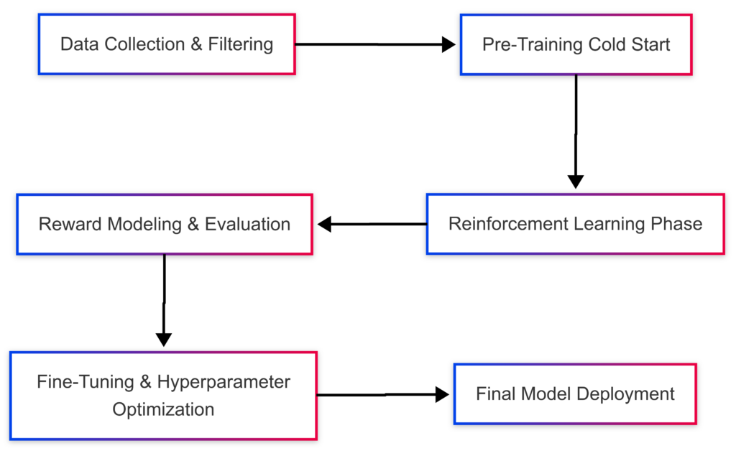 Data Collection & Filtering
Pre-Training Cold Start
Reinforcement Learning Phase
Reward Modeling & Evaluation
Fine-Tuning & Hyperparameter
Optimization
Final Model Deployment